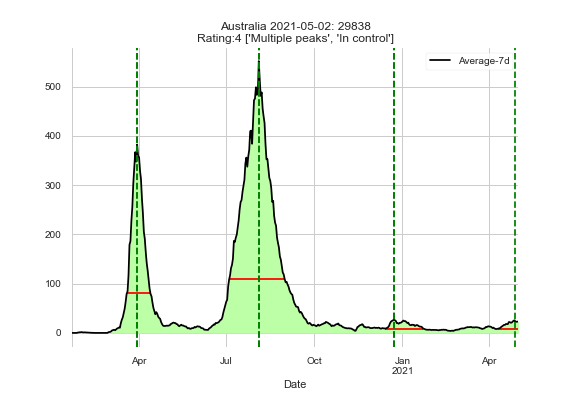 Australia 2021-05-02: 29838
Rating:4 ['Multiple peaks', 'In control']
Average-7d
500
400
300
200
100
0
Apr
Jul
Oct
Jan
2021
Apr
Date